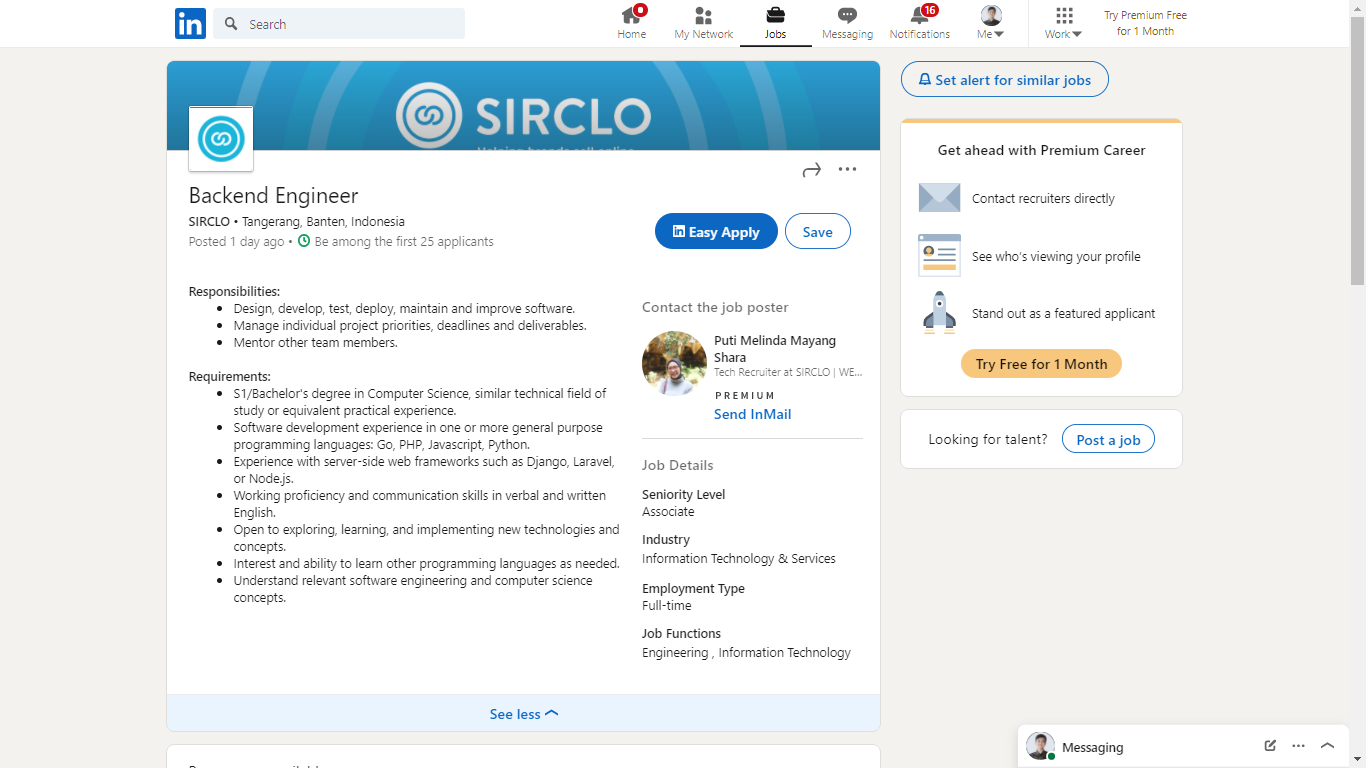 in
Search
Home
My Network
Jobs
Messaging
16
Notifications
Me
Work
Try Premium Free
for 1 Month
SIRCLO
Backend Engineer
SIRCLO • Tangerang, Banten, Indonesia
Posted 1 day ago • Be among the first 25 applicants
in Easy Apply
Save
Responsibilities:
• Design, develop, test, deploy, maintain and improve software.
• Manage individual project priorities, deadlines and deliverables.
• Mentor other team members.
Requirements:
• S1/Bachelor's degree in Computer Science, similar technical field of
study or equivalent practical experience.
• Software development experience in one or more general purpose
programming languages: Go, PHP, Javascript, Python.
• Experience with server-side web frameworks such as Django, Laravel,
or Node.js.
• Working proficiency and communication skills in verbal and written
English.
• Open to exploring, learning, and implementing new technologies and
concepts.
• Interest and ability to learn other programming languages as needed.
• Understand relevant software engineering and computer science
concepts.
Contact the job poster
Puti Melinda Mayang
Shara
Tech Recruiter at SIRCLO | WE...
PREMIUM
Send InMail
Job Details
Seniority Level
Associate
Industry
Information Technology & Services
Employment Type
Full-time
Job Functions
Engineering , Information Technology
See less
Set alert for similar jobs
Get ahead with Premium Career
Contact recruiters directly
See who's viewing your profile
Stand out as a featured applicant
Try Free for 1 Month
Looking for talent?
Post a job
Messaging